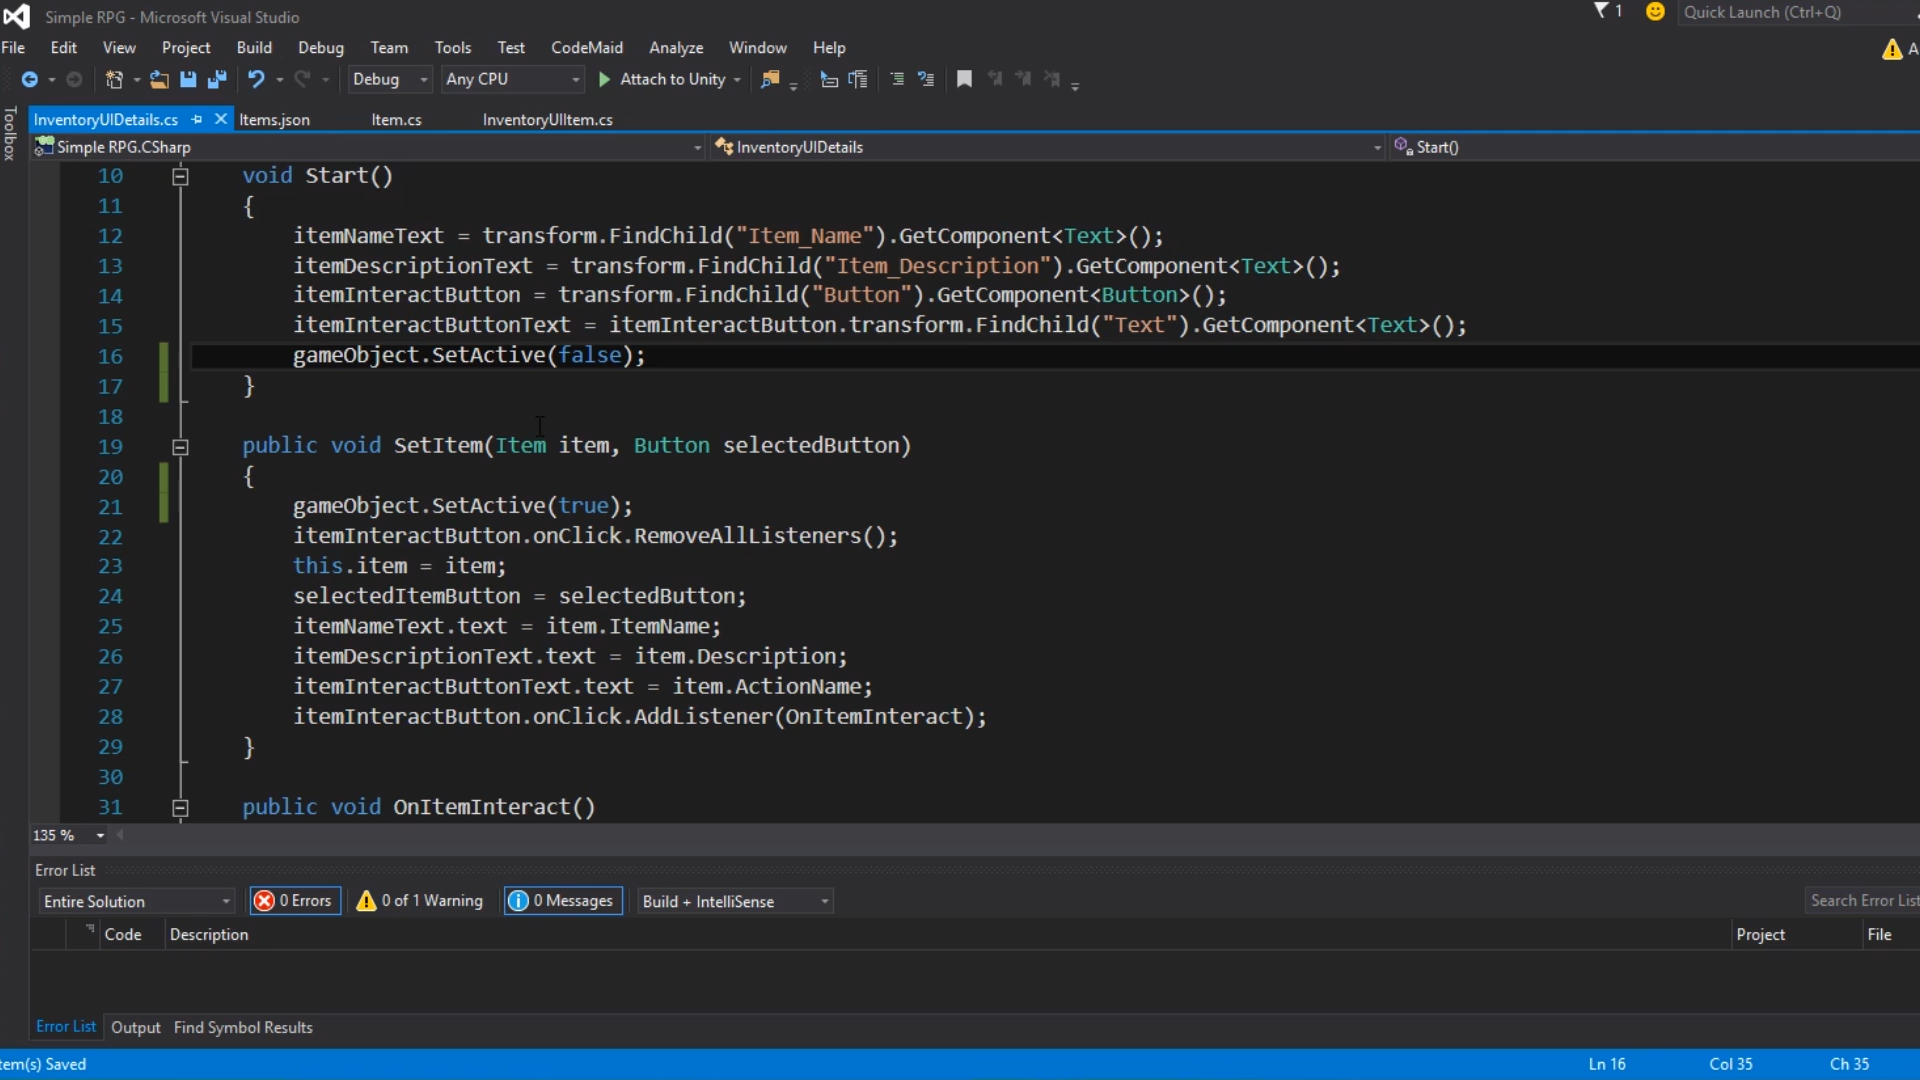 Simple RPG - Microsoft Visual Studio
1
Quick Launch (Ctrl+Q)
File Edit View Project Build Debug Team Tools Test CodeMaid Analyze Window Help
A
Debug Any CPU Attach to Unity
Toolbox
InventoryUIDetails.cs Items.json Item.cs InventoryUIItem.cs
Simple RPG.CSharp InventoryUIDetails Start()
10 void Start()
11 {
12 itemNameText = transform.FindChild("Item_Name").GetComponent<Text>();
13 itemDescriptionText = transform.FindChild("Item_Description").GetComponent<Text>();
14 itemInteractButton = transform.FindChild("Button").GetComponent<Button>();
15 itemInteractButtonText = itemInteractButton.transform.FindChild("Text").GetComponent<Text>();
16 gameObject.SetActive(false);
17 }
18
19 public void SetItem(Item item, Button selectedButton)
20 {
21 gameObject.SetActive(true);
22 itemInteractButton.onClick.RemoveAllListeners();
23 this.item = item;
24 selectedItemButton = selectedButton;
25 itemNameText.text = item.ItemName;
26 itemDescriptionText.text = item.Description;
27 itemInteractButtonText.text = item.ActionName;
28 itemInteractButton.onClick.AddListener(OnItemInteract);
29 }
30
31 public void OnItemInteract()
135 %
Error List
Entire Solution 0 Errors 0 of 1 Warning 0 Messages Build + IntelliSense Search Error List
Code Description Project File
Error List Output Find Symbol Results
tem(s) Saved Ln 16 Col 35 Ch 35